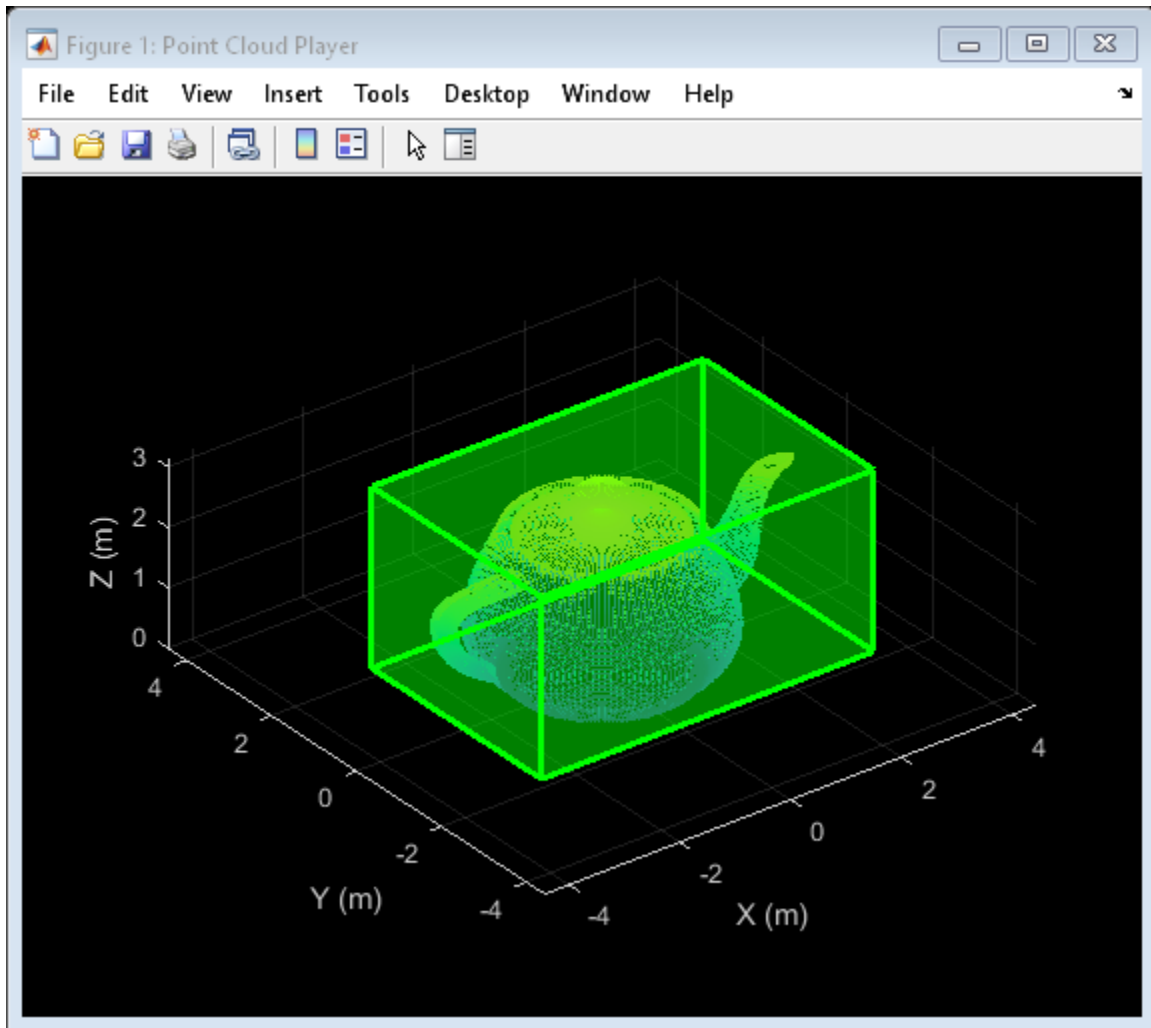 Figure 1: Point Cloud Player
File Edit View Insert Tools Desktop Window Help
3
2
1
0
Z (m)
4
2
0
-2
-4
Y (m)
-4
-2
0
2
4
X (m)